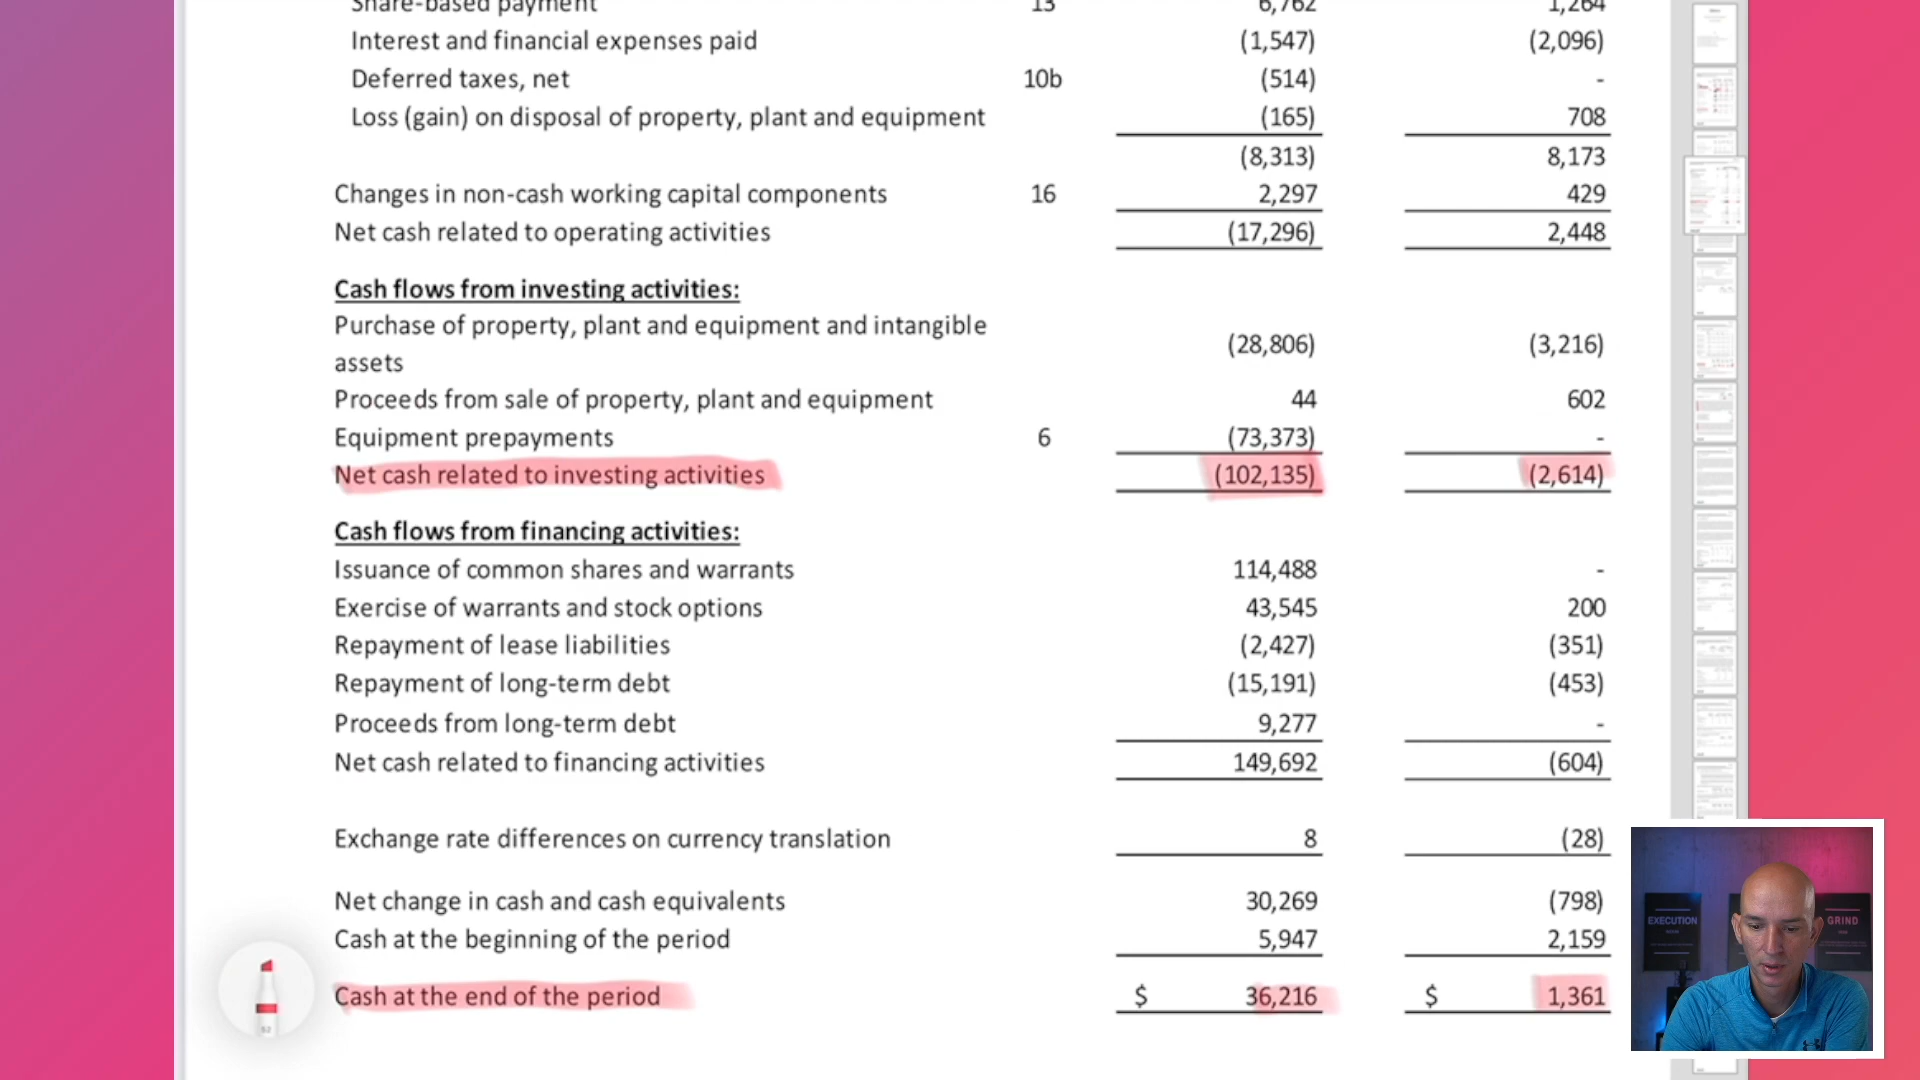 Share-based payment 13 6,762 1,264
Interest and financial expenses paid (1,547) (2,096)
Deferred taxes, net 10b (514) -
Loss (gain) on disposal of property, plant and equipment (165) 708
(8,313) 8,173
Changes in non-cash working capital components 16 2,297 429
Net cash related to operating activities (17,296) 2,448
Cash flows from investing activities:
Purchase of property, plant and equipment and intangible
assets (28,806) (3,216)
Proceeds from sale of property, plant and equipment 44 602
Equipment prepayments 6 (73,373) -
Net cash related to investing activities (102,135) (2,614)
Cash flows from financing activities:
Issuance of common shares and warrants 114,488 -
Exercise of warrants and stock options 43,545 200
Repayment of lease liabilities (2,427) (351)
Repayment of long-term debt (15,191) (453)
Proceeds from long-term debt 9,277 -
Net cash related to financing activities 149,692 (604)
Exchange rate differences on currency translation 8 (28)
Net change in cash and cash equivalents 30,269 (798)
Cash at the beginning of the period 5,947 2,159
Cash at the end of the period $ 36,216 $ 1,361
52
EXECUTION
GRIND